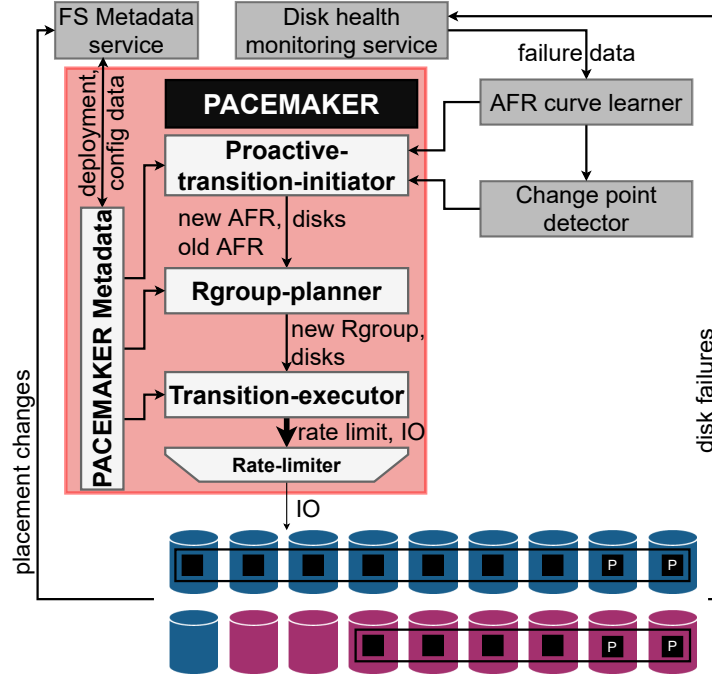 FS Metadata
service
Disk health
monitoring service
failure data
deployment,
config data
PACEMAKER
AFR curve learner
Proactive-
transition-initiator
Change point
detector
new AFR, disks
old AFR
PACEMAKER Metadata
Rgroup-planner
new Rgroup,
disks
Transition-executor
rate limit, IO
Rate-limiter
IO
placement changes
disk failures
P
P
P
P